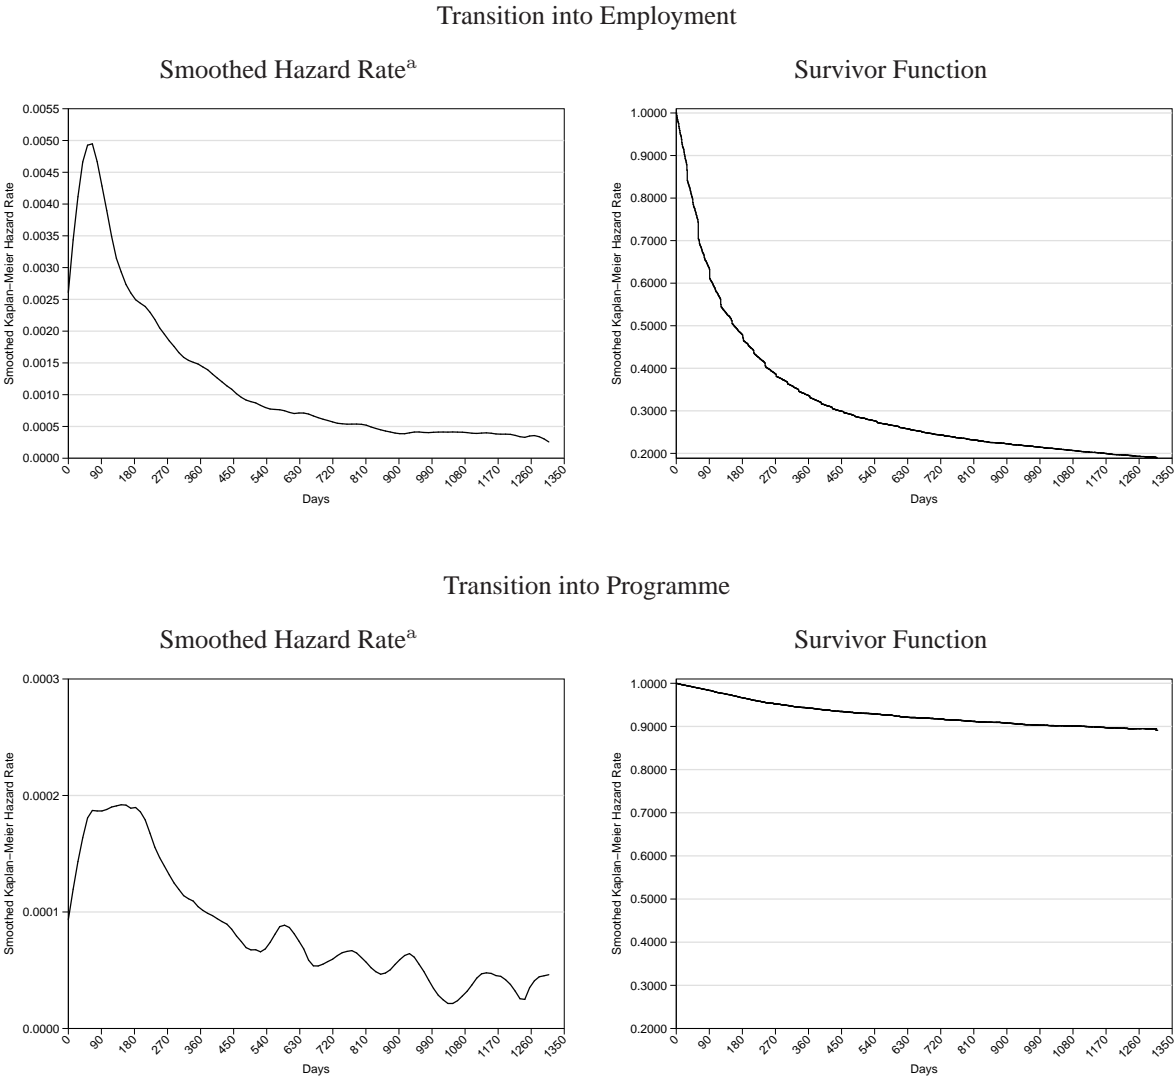 Transition into Employment
Smoothed Hazard Rateᵃ
Survivor Function
Smoothed Kaplan−Meier Hazard Rate
0.0055
0.0050
0.0045
0.0040
0.0035
0.0030
0.0025
0.0020
0.0015
0.0010
0.0005
0.0000
0 90 180 270 360 450 540 630 720 810 900 990 1080 1170 1260 1350
Days
Smoothed Kaplan−Meier Hazard Rate
1.0000
0.9000
0.8000
0.7000
0.6000
0.5000
0.4000
0.3000
0.2000
0 90 180 270 360 450 540 630 720 810 900 990 1080 1170 1260 1350
Days
Transition into Programme
Smoothed Hazard Rateᵃ
Survivor Function
Smoothed Kaplan−Meier Hazard Rate
0.0003
0.0002
0.0001
0.0000
0 90 180 270 360 450 540 630 720 810 900 990 1080 1170 1260 1350
Days
Smoothed Kaplan−Meier Hazard Rate
1.0000
0.9000
0.8000
0.7000
0.6000
0.5000
0.4000
0.3000
0.2000
0 90 180 270 360 450 540 630 720 810 900 990 1080 1170 1260 1350
Days